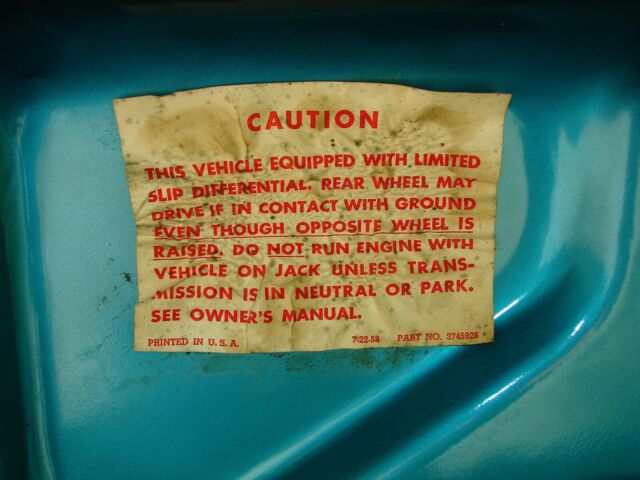 CAUTION
THIS VEHICLE EQUIPPED WITH LIMITED
SLIP DIFFERENTIAL. REAR WHEEL MAY
DRIVE IF IN CONTACT WITH GROUND
EVEN THOUGH OPPOSITE WHEEL IS
RAISED. DO NOT RUN ENGINE WITH
VEHICLE ON JACK UNLESS TRANS-
MISSION IS IN NEUTRAL OR PARK.
SEE OWNER'S MANUAL.
PRINTED IN U. S. A. 7-22-58 PART NO. 3745926